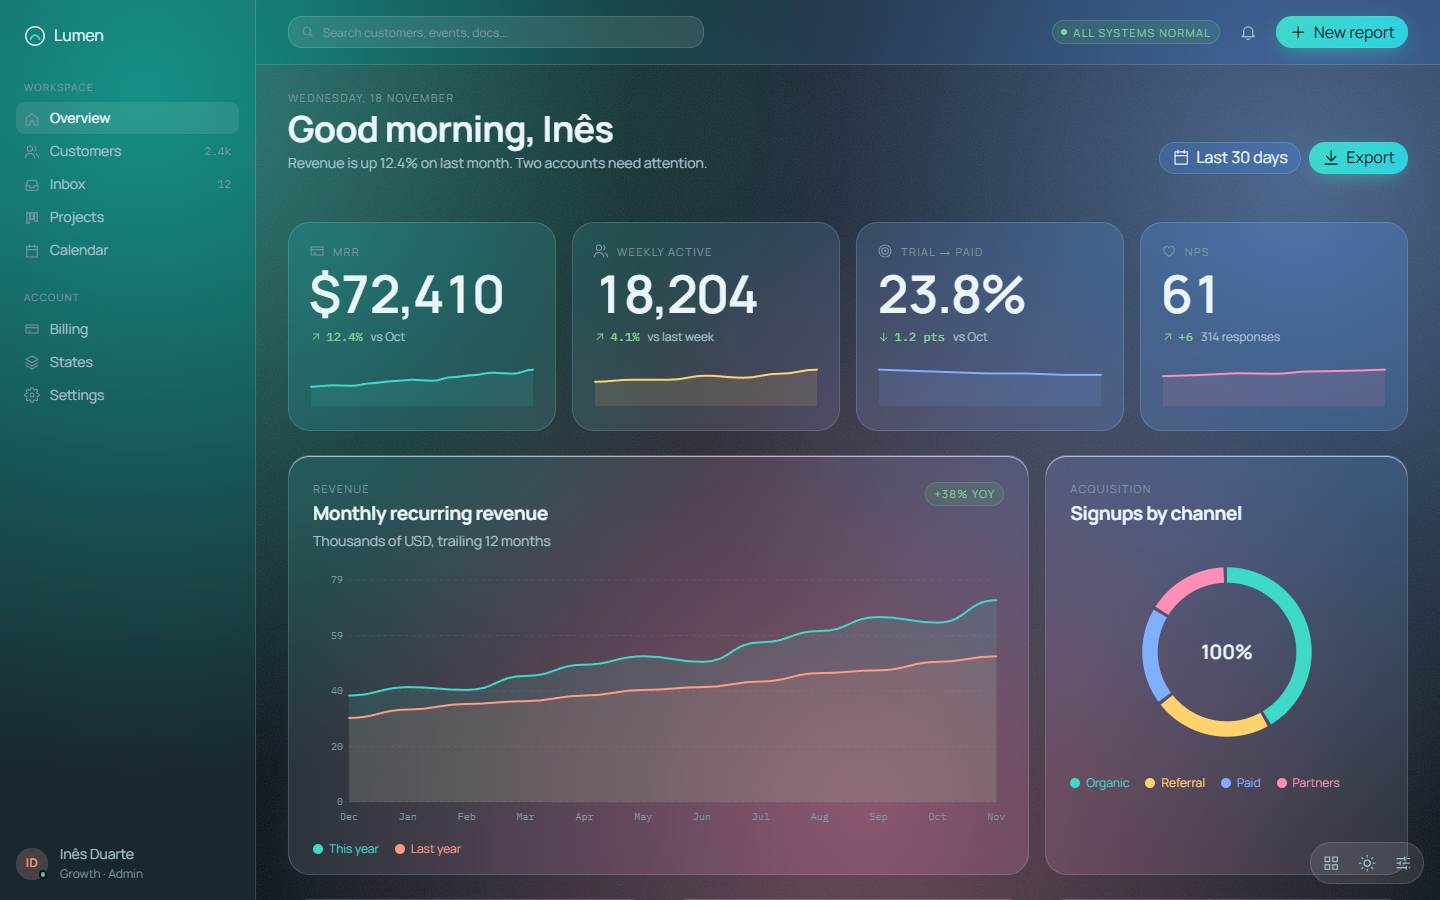 Lumen
Search customers, events, docs...
ALL SYSTEMS NORMAL
New report
WORKSPACE
Overview
Customers 2.4k
Inbox 12
Projects
Calendar
ACCOUNT
Billing
States
Settings
Inês Duarte
Growth · Admin
ID
WEDNESDAY, 18 NOVEMBER
Good morning, Inês
Revenue is up 12.4% on last month. Two accounts need attention.
Last 30 days
Export
MRR
$72,410
12.4% vs Oct
WEEKLY ACTIVE
18,204
4.1% vs last week
TRIAL → PAID
23.8%
1.2 pts vs Oct
NPS
61
+6 314 responses
REVENUE
Monthly recurring revenue
Thousands of USD, trailing 12 months
+38% YOY
79
59
40
20
0
Dec Jan Feb Mar Apr May Jun Jul Aug Sep Oct Nov
This year Last year
ACQUISITION
Signups by channel
100%
Organic Referral Paid Partners